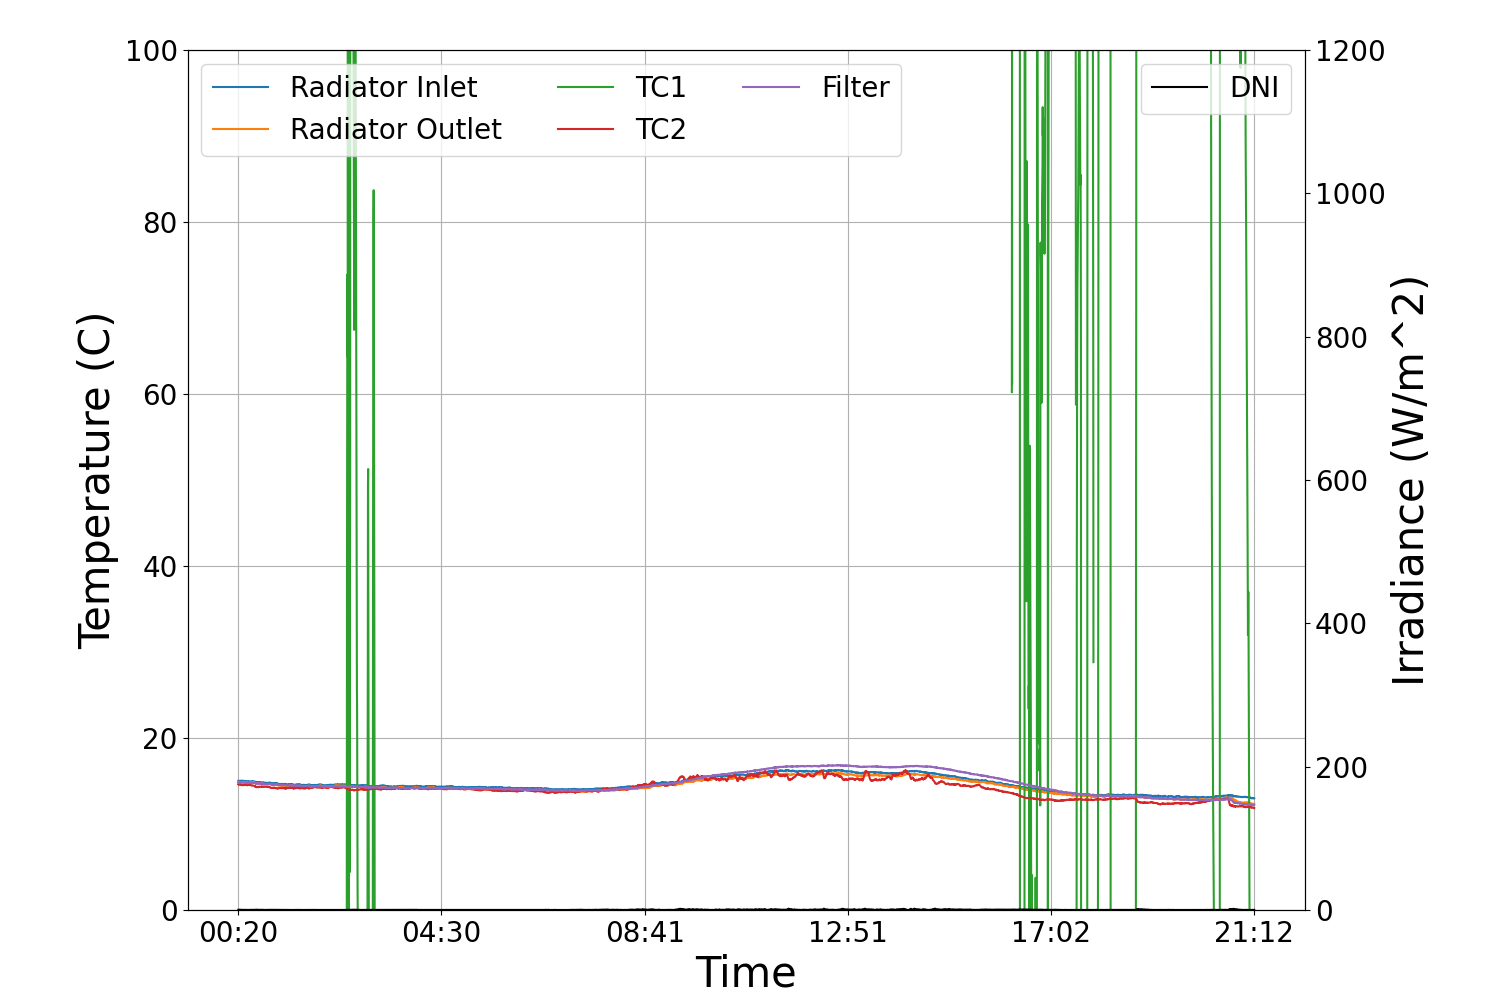 Radiator Inlet
Radiator Outlet
TC1
TC2
Filter
DNI
100
80
60
40
20
0
Temperature (C)
1200
1000
800
600
400
200
0
Irradiance (W/m^2)
00:20
04:30
08:41
12:51
17:02
21:12
Time